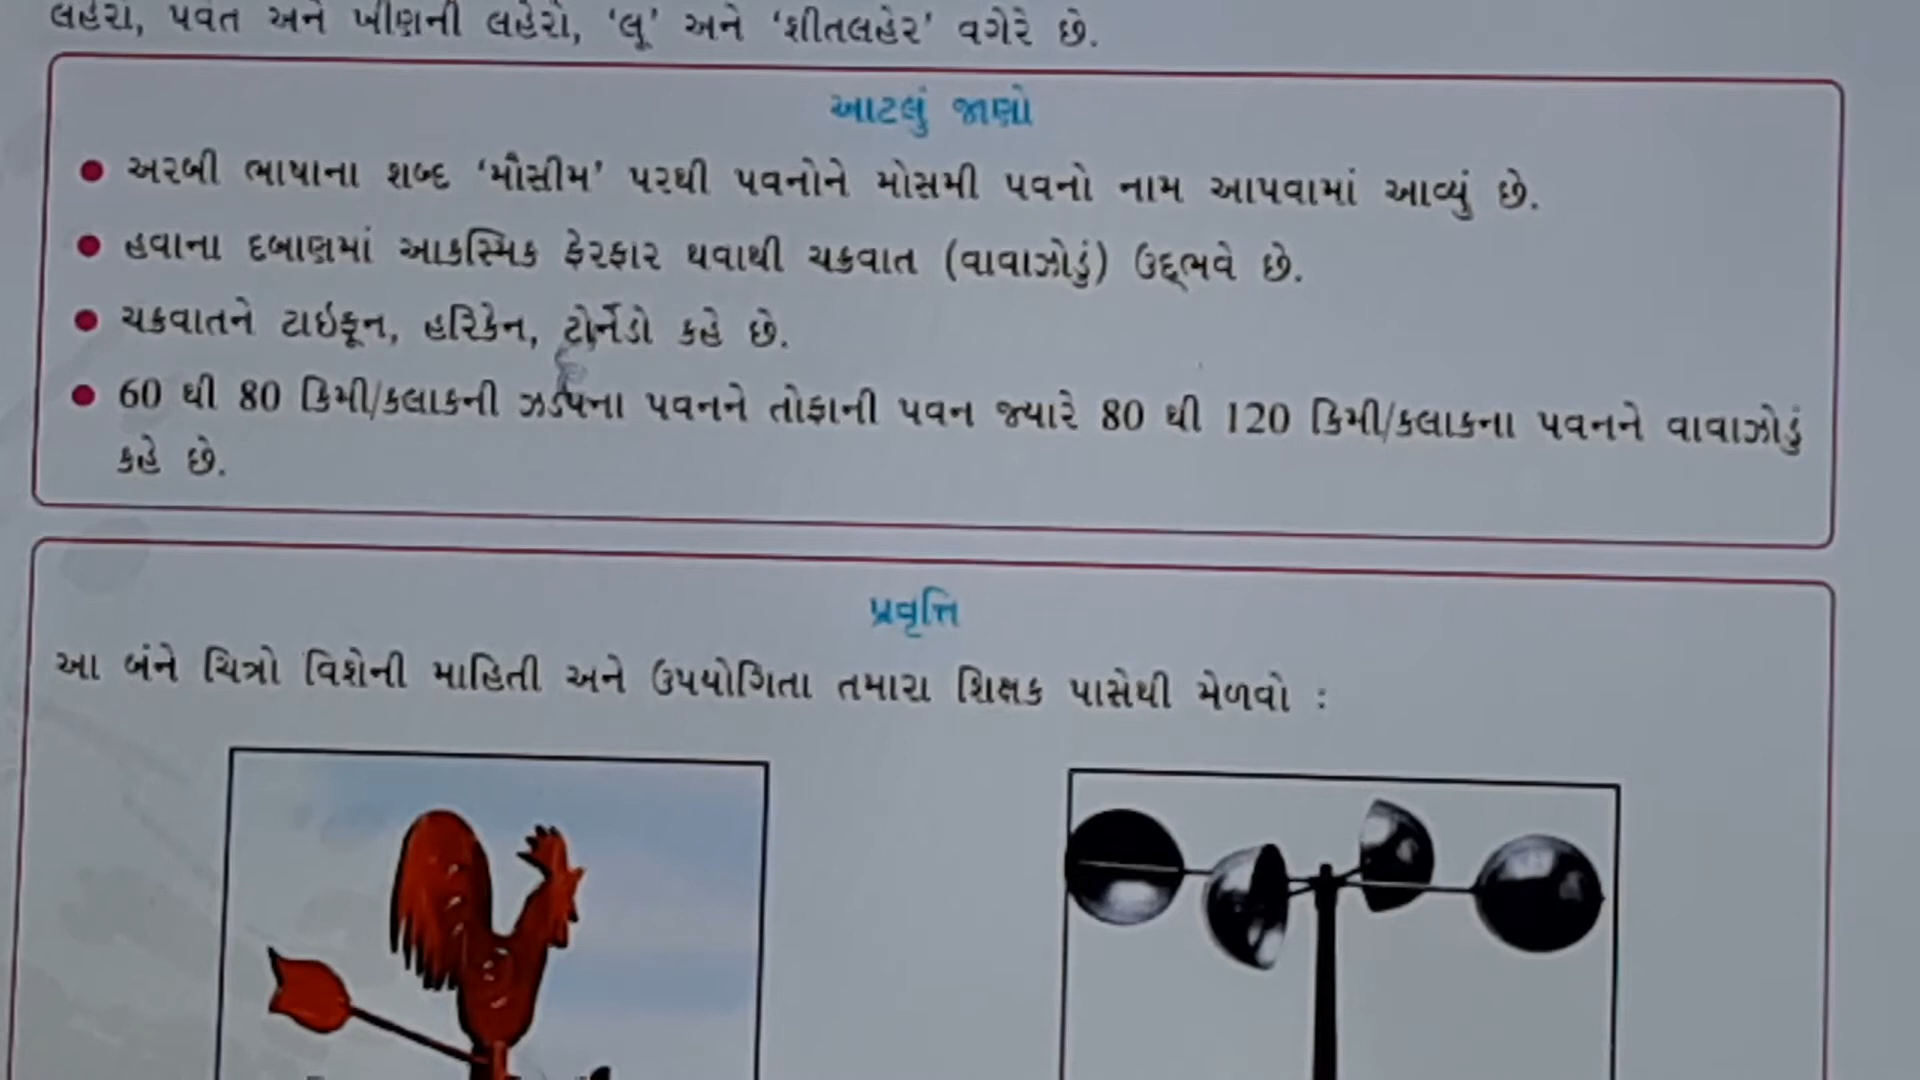 લહેરો, પર્વત અને ખીણની લહેરો, ‘લૂ’ અને ‘શીતલહેર’ વગેરે છે.
આટલું જાણો
● અરબી ભાષાના શબ્દ ‘મૌસીમ’ પરથી પવનોને મોસમી પવનો નામ આપવામાં આવ્યું છે.
● હવાના દબાણમાં આકસ્મિક ફેરફાર થવાથી ચક્રવાત (વાવાઝોડું) ઉદ્ભવે છે.
● ચક્રવાતને ટાઇફૂન, હરિકેન, ટોર્નેડો કહે છે.
● 60 થી 80 કિમી/કલાકની ઝડપના પવનને તોફાની પવન જ્યારે 80 થી 120 કિમી/કલાકના પવનને વાવાઝોડું
કહે છે.
પ્રવૃત્તિ
આ બંને ચિત્રો વિશેની માહિતી અને ઉપયોગિતા તમારા શિક્ષક પાસેથી મેળવો :